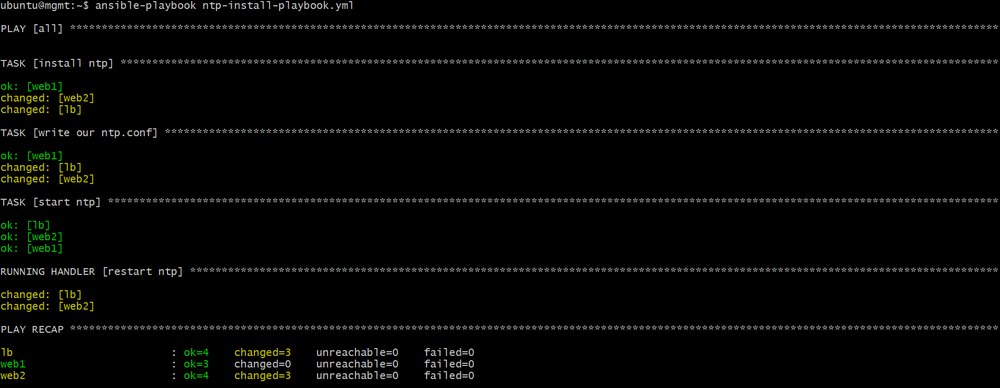 ubuntu@mgmt:~$ ansible-playbook ntp-install-playbook.yml
PLAY [all] ***************************************************************************************************************************************************
TASK [install ntp] *******************************************************************************************************************************************
ok: [web1]
changed: [web2]
changed: [lb]
TASK [write our ntp.conf] ************************************************************************************************************************************
ok: [web1]
changed: [lb]
changed: [web2]
TASK [start ntp] *********************************************************************************************************************************************
ok: [lb]
ok: [web2]
ok: [web1]
RUNNING HANDLER [restart ntp] ********************************************************************************************************************************
changed: [lb]
changed: [web2]
PLAY RECAP ***************************************************************************************************************************************************
lb                         : ok=4    changed=3    unreachable=0    failed=0
web1                       : ok=3    changed=0    unreachable=0    failed=0
web2                       : ok=4    changed=3    unreachable=0    failed=0